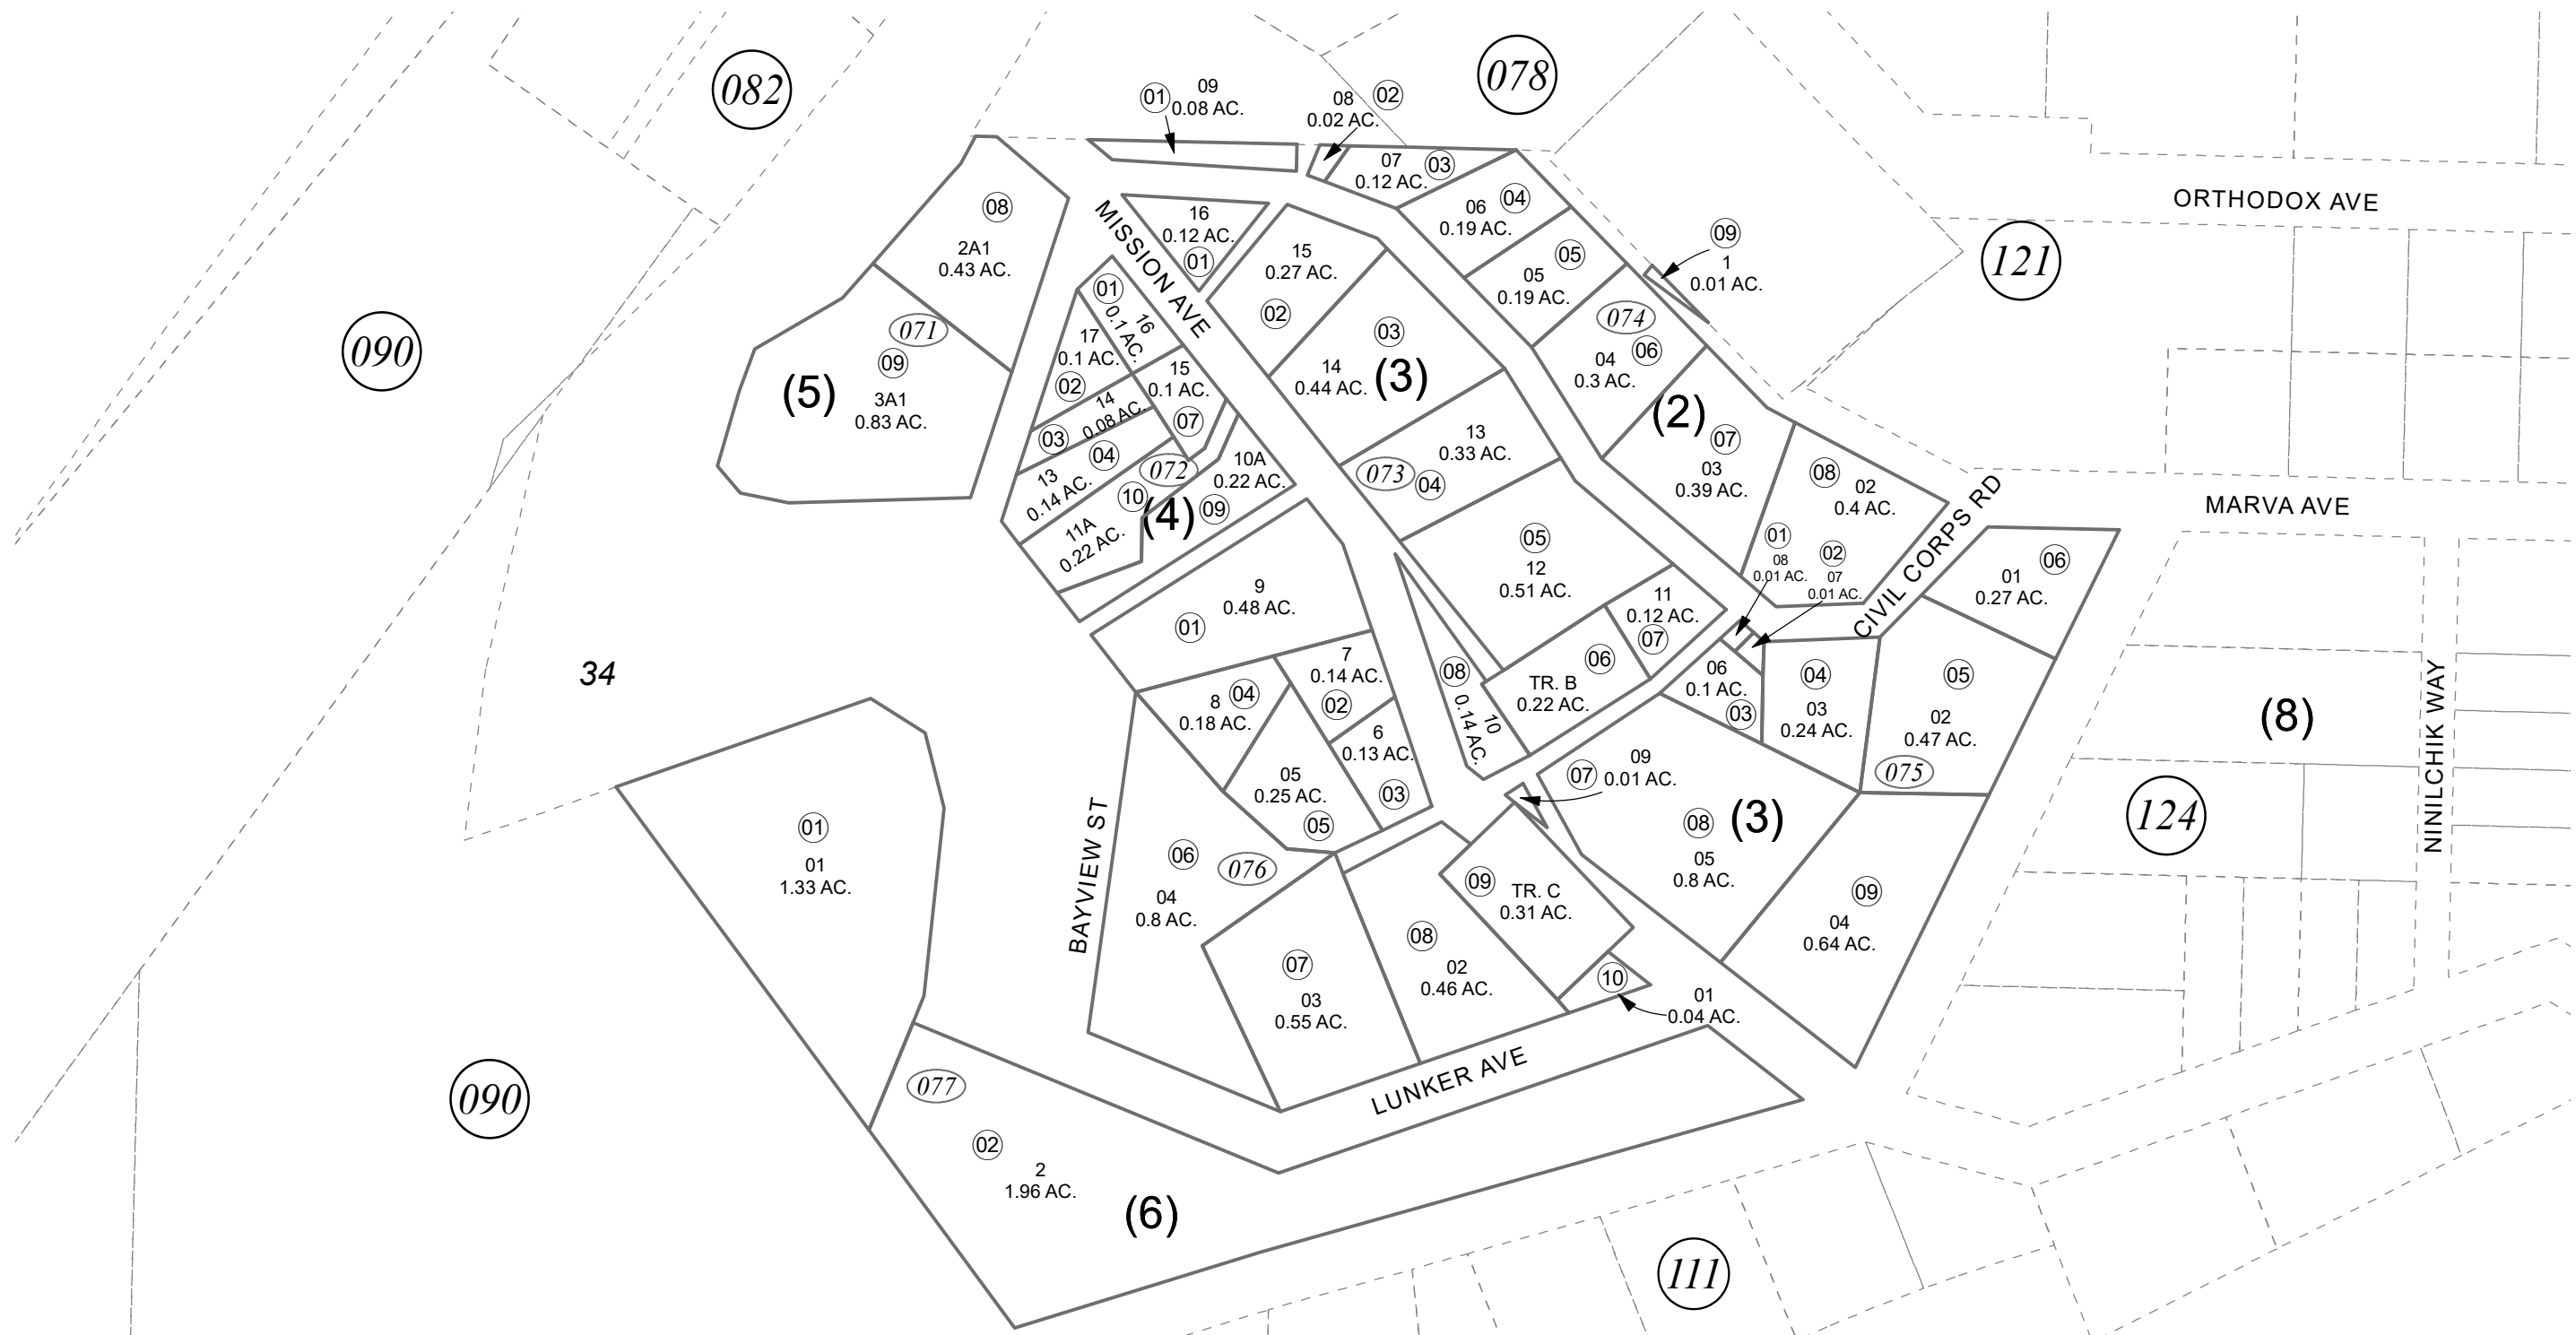 082
078
090
121
ORTHODOX AVE
01
09
0.08 AC.
08
0.02 AC.
02
07
0.12 AC.
03
06
0.19 AC.
04
05
0.19 AC.
05
09
1
0.01 AC.
074
04
0.3 AC.
06
(2)
07
03
0.39 AC.
08
02
0.4 AC.
MARVA AVE
CIVIL CORPS RD
08
2A1
0.43 AC.
071
09
(5)
3A1
0.83 AC.
MISSION AVE
16
0.12 AC.
01
15
0.27 AC.
02
03
14
0.44 AC.
(3)
13
0.33 AC.
073
04
05
12
0.51 AC.
01
16
0.1 AC.
17
0.1 AC.
02
15
0.1 AC.
07
14
0.08 AC.
03
04
13
0.14 AC.
072
10
11A
0.22 AC.
(4)
10A
0.22 AC.
09
11
0.12 AC.
07
06
TR. B
0.22 AC.
08
10
0.14 AC.
01
08
0.01 AC.
02
07
0.01 AC.
06
0.1 AC.
03
04
03
0.24 AC.
01
0.27 AC.
06
05
02
0.47 AC.
075
34
9
0.48 AC.
01
7
0.14 AC.
02
8
0.18 AC.
04
6
0.13 AC.
03
05
0.25 AC.
05
BAYVIEW ST
06
076
04
0.8 AC.
07
03
0.55 AC.
08
02
0.46 AC.
09
TR. C
0.31 AC.
10
01
0.04 AC.
07
09
0.01 AC.
08
(3)
05
0.8 AC.
09
04
0.64 AC.
(8)
124
NINILCHIK WAY
01
01
1.33 AC.
LUNKER AVE
090
077
02
2
1.96 AC.
(6)
111